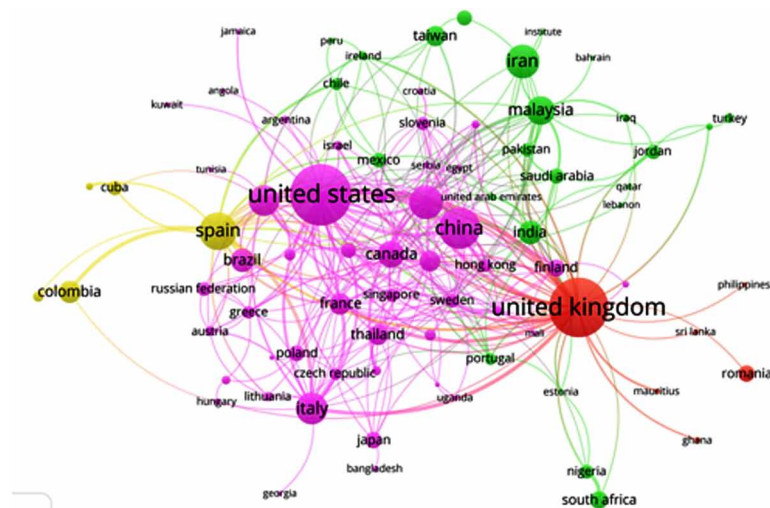 jamaica
institute
taiwan
peru
ireland
bahrain
iran
chile
angola
croatia
kuwait
malaysia
argentina
slovenia
iraq
turkey
israel
mexico
pakistan
jordan
serbia
egypt
tunisia
saudi arabia
cuba
united states
united arab emirates
qatar
lebanon
spain
china
india
brazil
canada
hong kong
finland
russian federation
singapore
sweden
philippines
colombia
france
united kingdom
greece
austria
thailand
mali
sri lanka
poland
portugal
czech republic
romania
hungary
lithuania
uganda
estonia
mauritius
italy
japan
ghana
bangladesh
nigeria
georgia
south africa